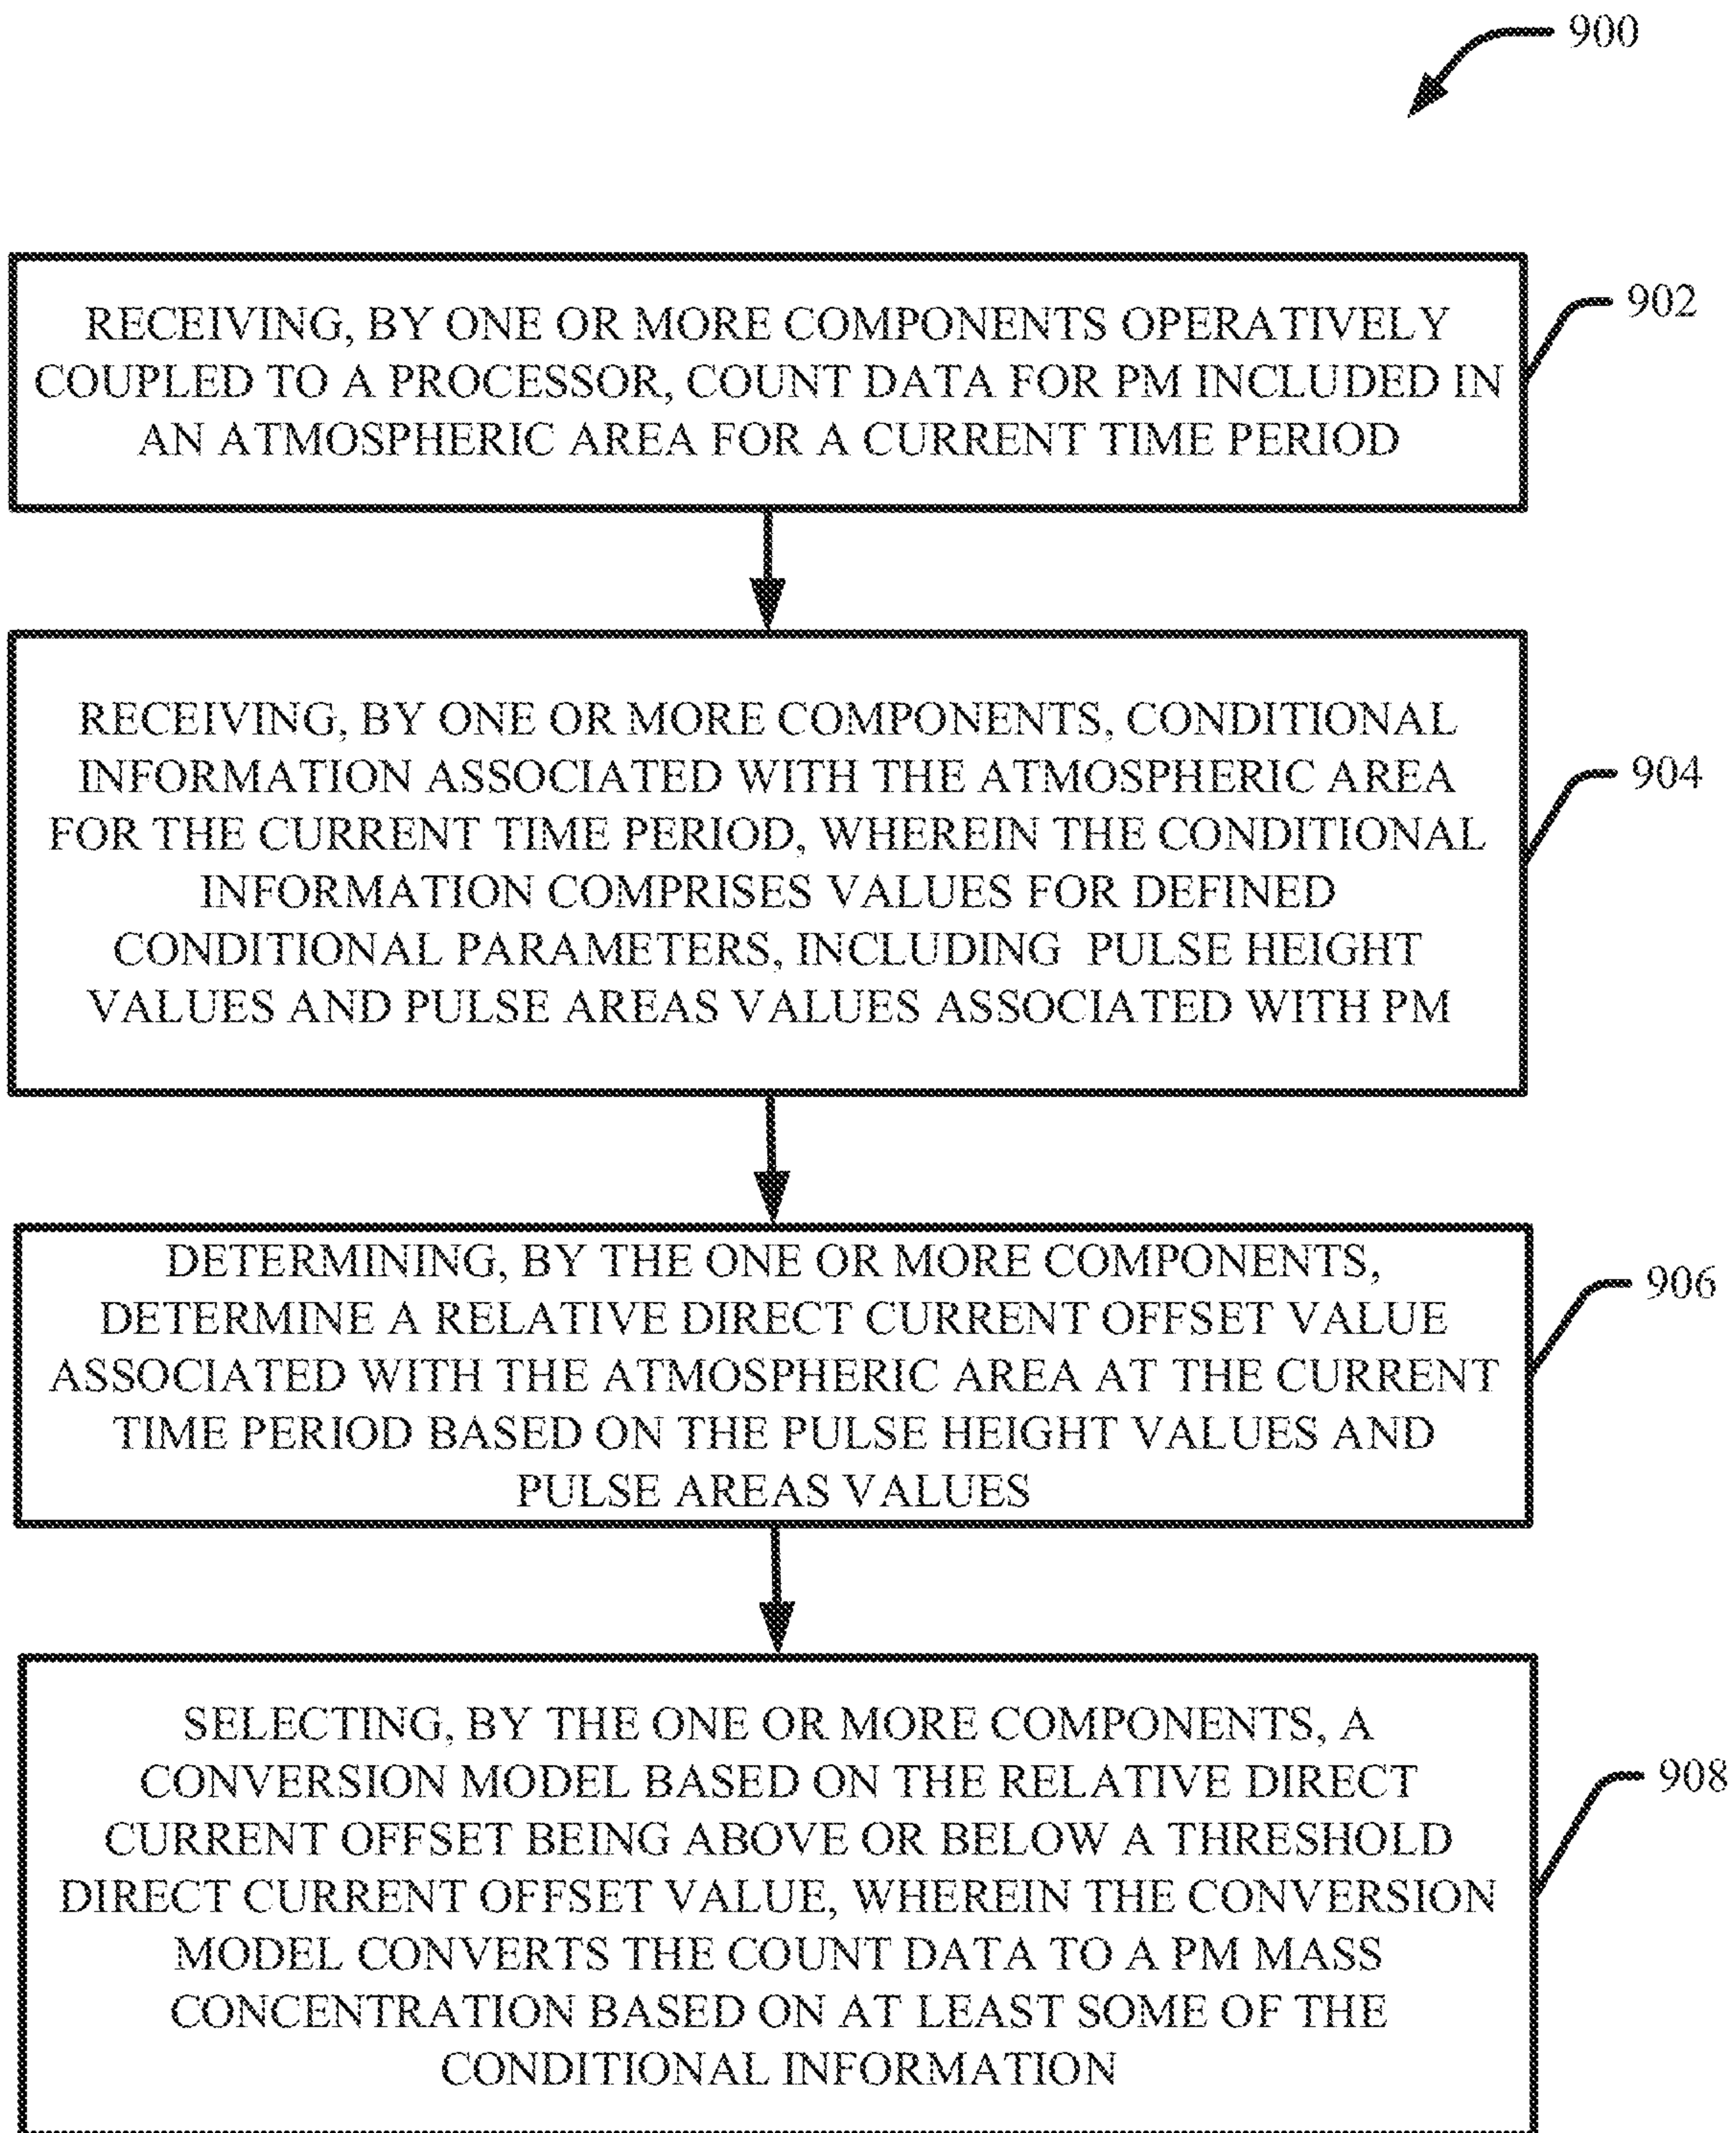 900
RECEIVING, BY ONE OR MORE COMPONENTS OPERATIVELY
COUPLED TO A PROCESSOR, COUNT DATA FOR PM INCLUDED IN
AN ATMOSPHERIC AREA FOR A CURRENT TIME PERIOD
902
RECEIVING, BY ONE OR MORE COMPONENTS, CONDITIONAL
INFORMATION ASSOCIATED WITH THE ATMOSPHERIC AREA
FOR THE CURRENT TIME PERIOD, WHEREIN THE CONDITIONAL
INFORMATION COMPRISES VALUES FOR DEFINED
CONDITIONAL PARAMETERS, INCLUDING PULSE HEIGHT
VALUES AND PULSE AREAS VALUES ASSOCIATED WITH PM
904
DETERMINING, BY THE ONE OR MORE COMPONENTS,
DETERMINE A RELATIVE DIRECT CURRENT OFFSET VALUE
ASSOCIATED WITH THE ATMOSPHERIC AREA AT THE CURRENT
TIME PERIOD BASED ON THE PULSE HEIGHT VALUES AND
PULSE AREAS VALUES
906
SELECTING, BY THE ONE OR MORE COMPONENTS, A
CONVERSION MODEL BASED ON THE RELATIVE DIRECT
CURRENT OFFSET BEING ABOVE OR BELOW A THRESHOLD
DIRECT CURRENT OFFSET VALUE, WHEREIN THE CONVERSION
MODEL CONVERTS THE COUNT DATA TO A PM MASS
CONCENTRATION BASED ON AT LEAST SOME OF THE
CONDITIONAL INFORMATION
908